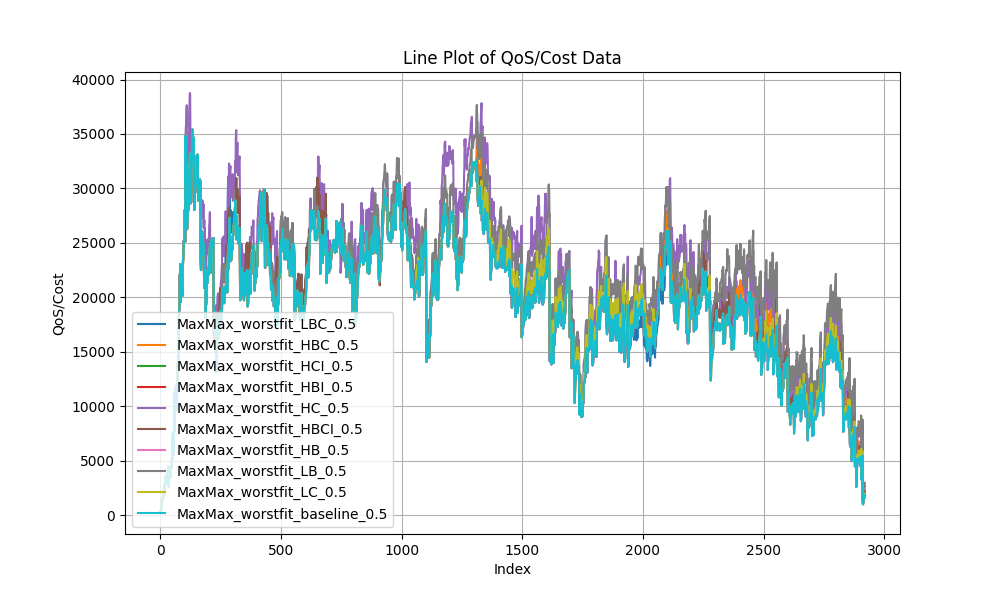 Line Plot of QoS/Cost Data
40000
35000
30000
25000
20000
15000
10000
5000
0
QoS/Cost
MaxMax_worstfit_LBC_0.5
MaxMax_worstfit_HBC_0.5
MaxMax_worstfit_HCI_0.5
MaxMax_worstfit_HBI_0.5
MaxMax_worstfit_HC_0.5
MaxMax_worstfit_HBCI_0.5
MaxMax_worstfit_HB_0.5
MaxMax_worstfit_LB_0.5
MaxMax_worstfit_LC_0.5
MaxMax_worstfit_baseline_0.5
0 500 1000 1500 2000 2500 3000
Index